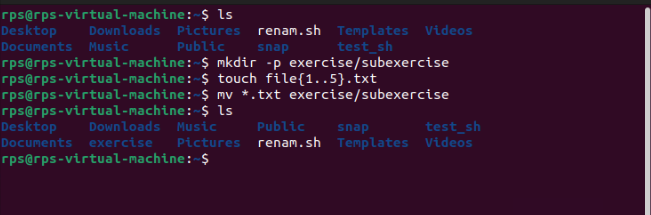 rps@rps-virtual-machine:~$ ls
Desktop    Downloads  Pictures  renam.sh  Templates  Videos
Documents  Music      Public    snap      test_sh
rps@rps-virtual-machine:~$ mkdir -p exercise/subexercise
rps@rps-virtual-machine:~$ touch file{1..5}.txt
rps@rps-virtual-machine:~$ mv *.txt exercise/subexercise
rps@rps-virtual-machine:~$ ls
Desktop    Downloads  Music     Public    snap       test_sh
Documents  exercise   Pictures  renam.sh  Templates  Videos
rps@rps-virtual-machine:~$